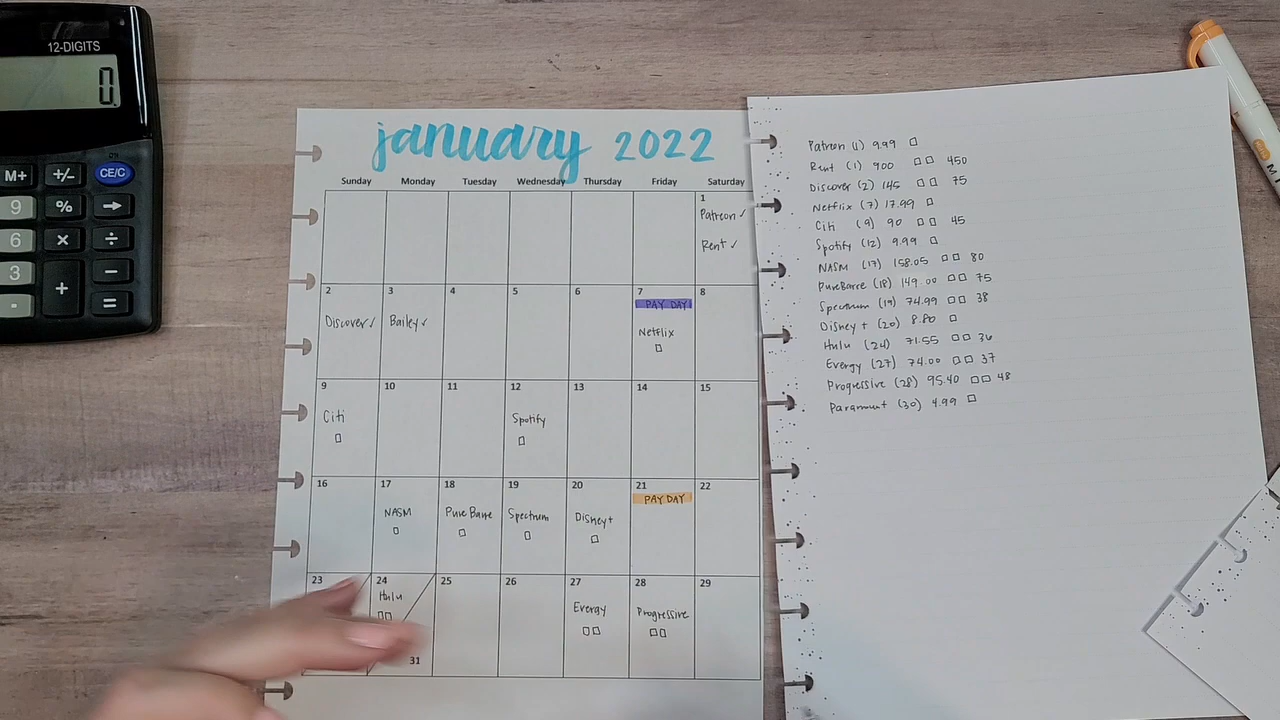 12-DIGITS
0.
ON
M+ +/- CE/C
9 % →
6 × ÷
3 + −
· =
january 2022
Sunday Monday Tuesday Wednesday Thursday Friday Saturday
1
Patreon ✓
Rent ✓
2 3 4 5 6 7 8
PAY DAY
Discover ✓ Bailey ✓ Netflix
9 10 11 12 13 14 15
Citi Spotify
16 17 18 19 20 21 22
PAY DAY
NASM Pure Barre Spectrum Disney+
23 24 25 26 27 28 29
Hulu Evergy Progressive
31
Patreon (1) 9.99 □
Rent (1) 900 □□ 450
Discover (2) 145 □□ 75
Netflix (7) 17.99 □
Citi (9) 90 □□ 45
Spotify (12) 9.99 □
NASM (17) 158.05 □□ 80
PureBarre (18) 149.00 □□ 75
Spectrum (19) 74.99 □□ 38
Disney + (20) 8.80 □
Hulu (24) 71.55 □□ 36
Evergy (27) 74.00 □□ 37
Progressive (28) 95.40 □□ 48
Paramount (30) 4.99 □